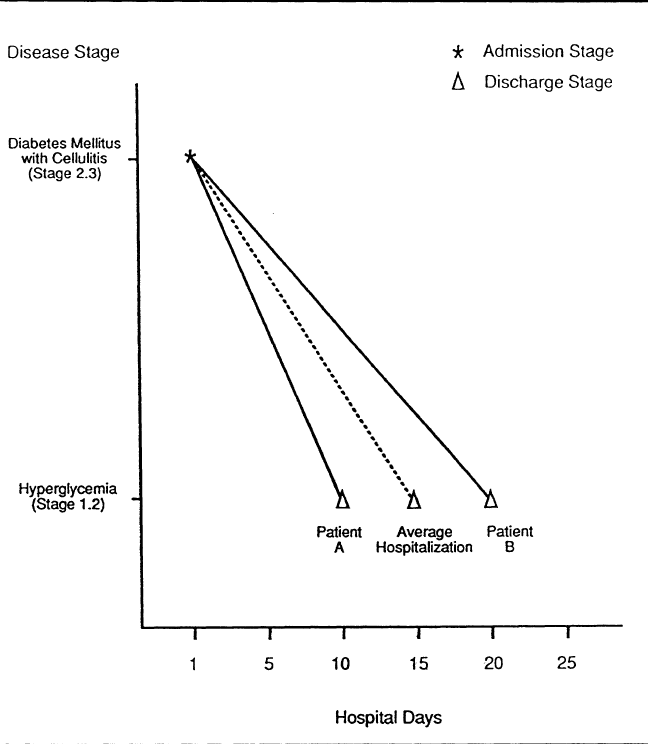 Disease Stage
* Admission Stage
△ Discharge Stage
Diabetes Mellitus
with Cellulitis
(Stage 2.3)
Hyperglycemia
(Stage 1.2)
Patient
A
Average
Hospitalization
Patient
B
1 5 10 15 20 25
Hospital Days